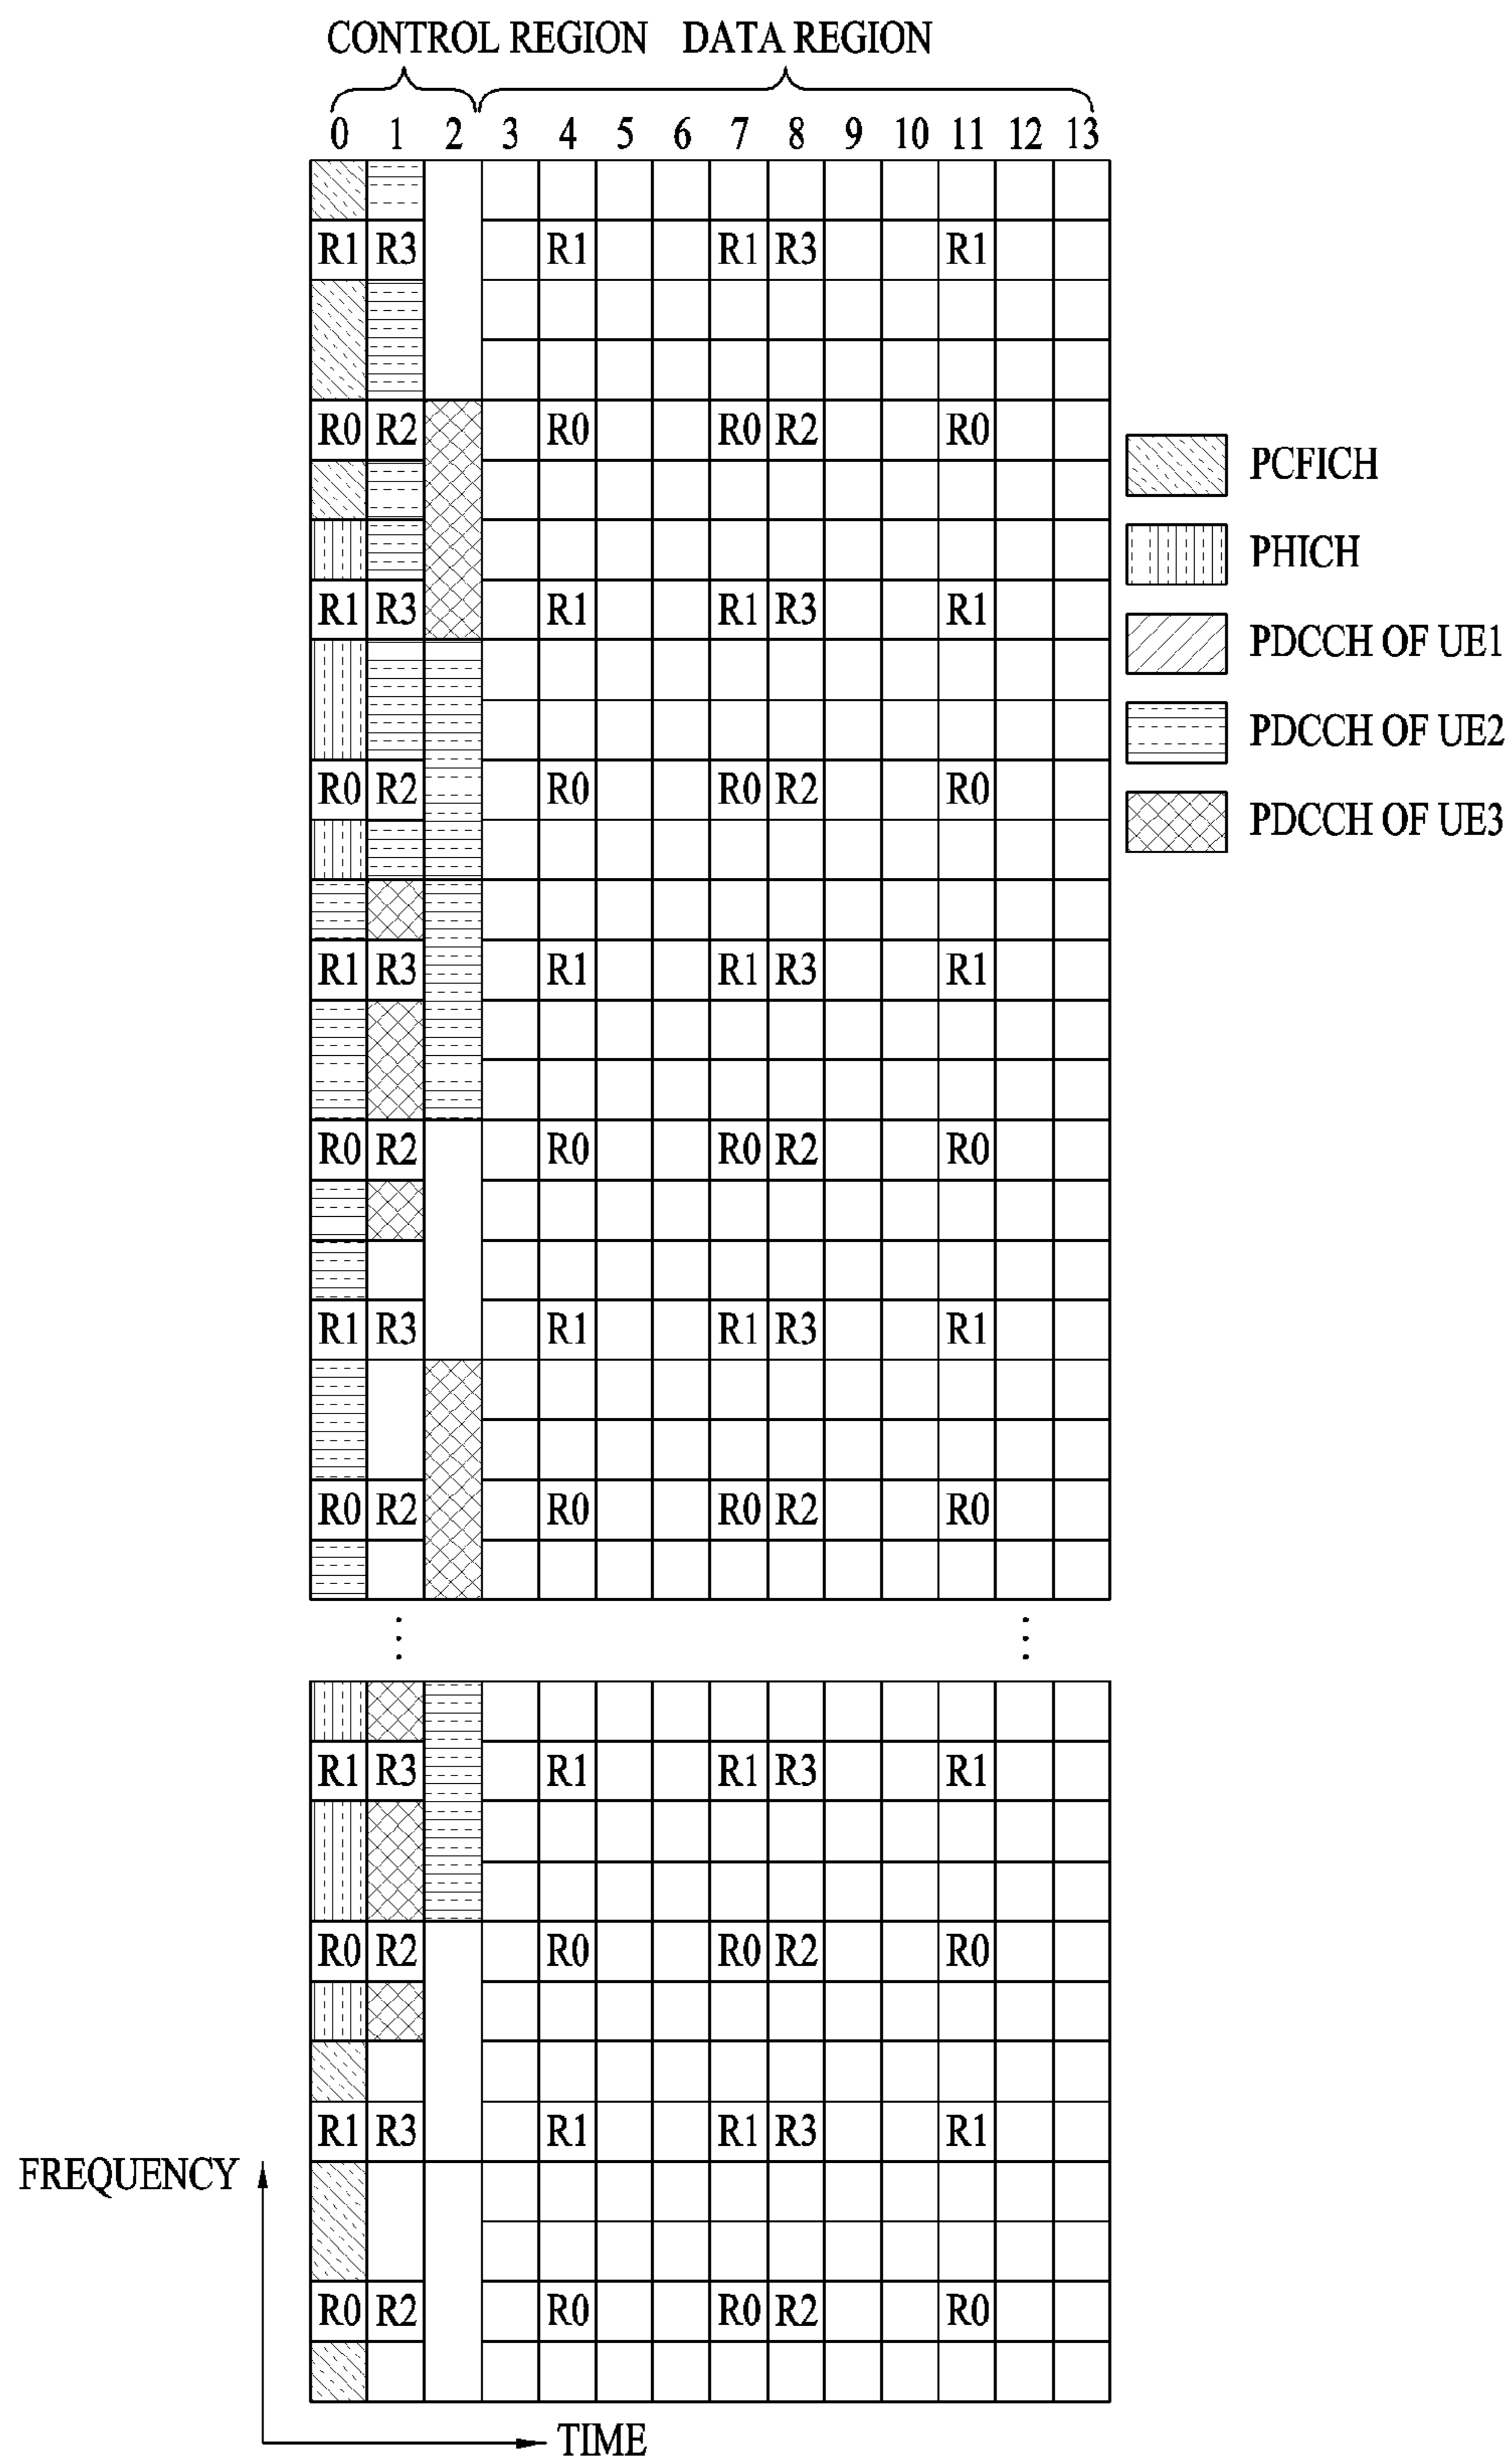 CONTROL REGION DATA REGION
0 1 2 3 4 5 6 7 8 9 10 11 12 13
R1 R3 R1 R1 R3 R1
R0 R2 R0 R0 R2 R0
PCFICH
PHICH
R1 R3 R1 R1 R3 R1
PDCCH OF UE1
PDCCH OF UE2
R0 R2 R0 R0 R2 R0
PDCCH OF UE3
R1 R3 R1 R1 R3 R1
R0 R2 R0 R0 R2 R0
R1 R3 R1 R1 R3 R1
R0 R2 R0 R0 R2 R0
R1 R3 R1 R1 R3 R1
R0 R2 R0 R0 R2 R0
R1 R3 R1 R1 R3 R1
FREQUENCY
R0 R2 R0 R0 R2 R0
TIME